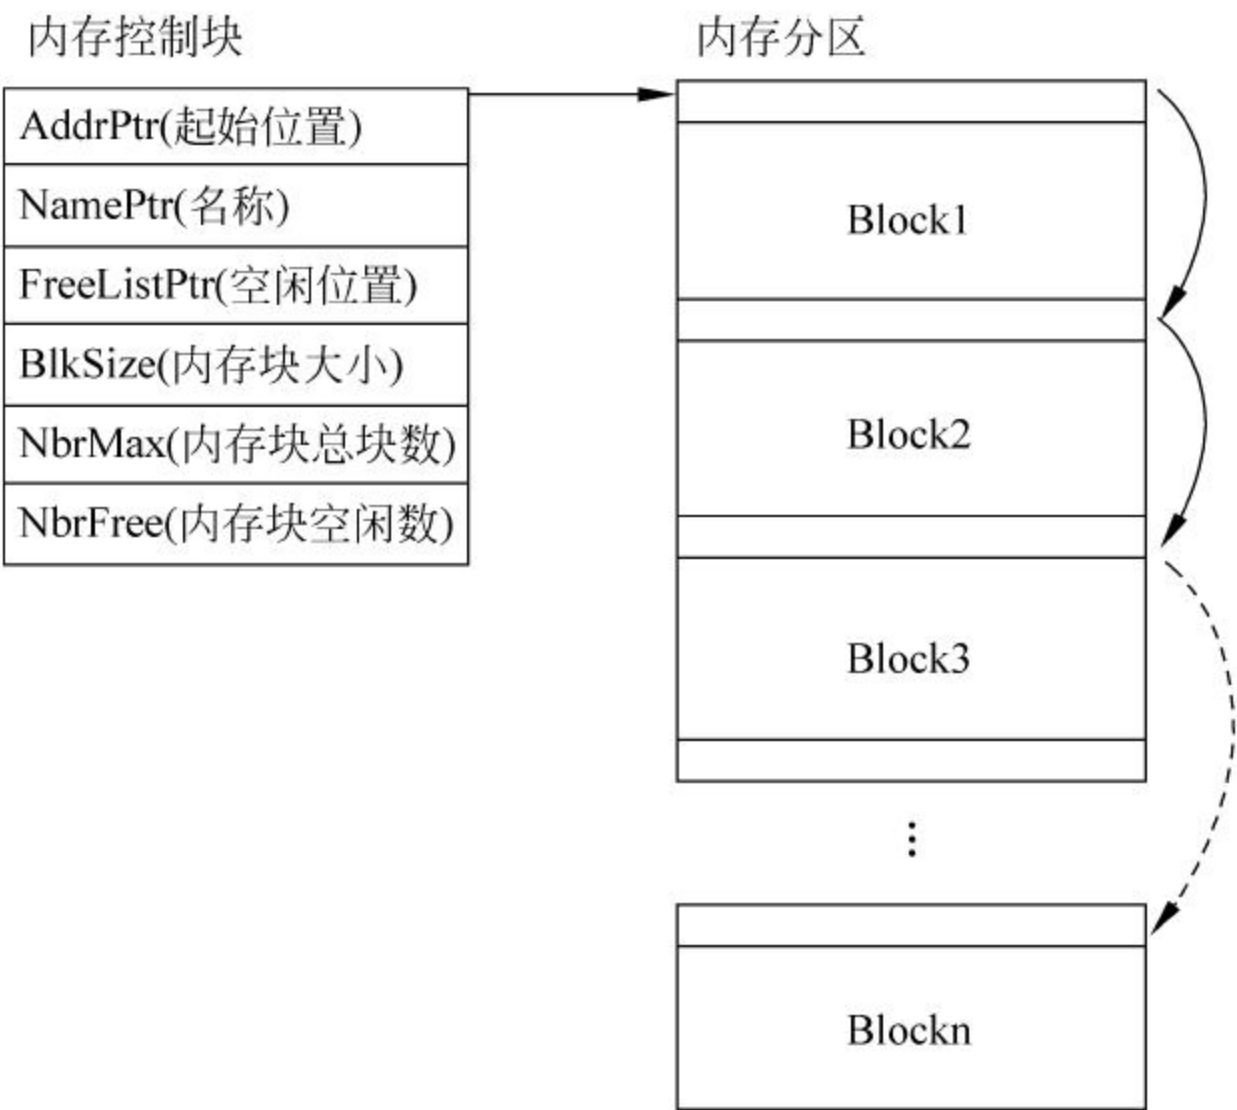 内存控制块
AddrPtr(起始位置)
NamePtr(名称)
FreeListPtr(空闲位置)
BlkSize(内存块大小)
NbrMax(内存块总块数)
NbrFree(内存块空闲数)
内存分区
Block1
Block2
Block3
⋮
Blockn